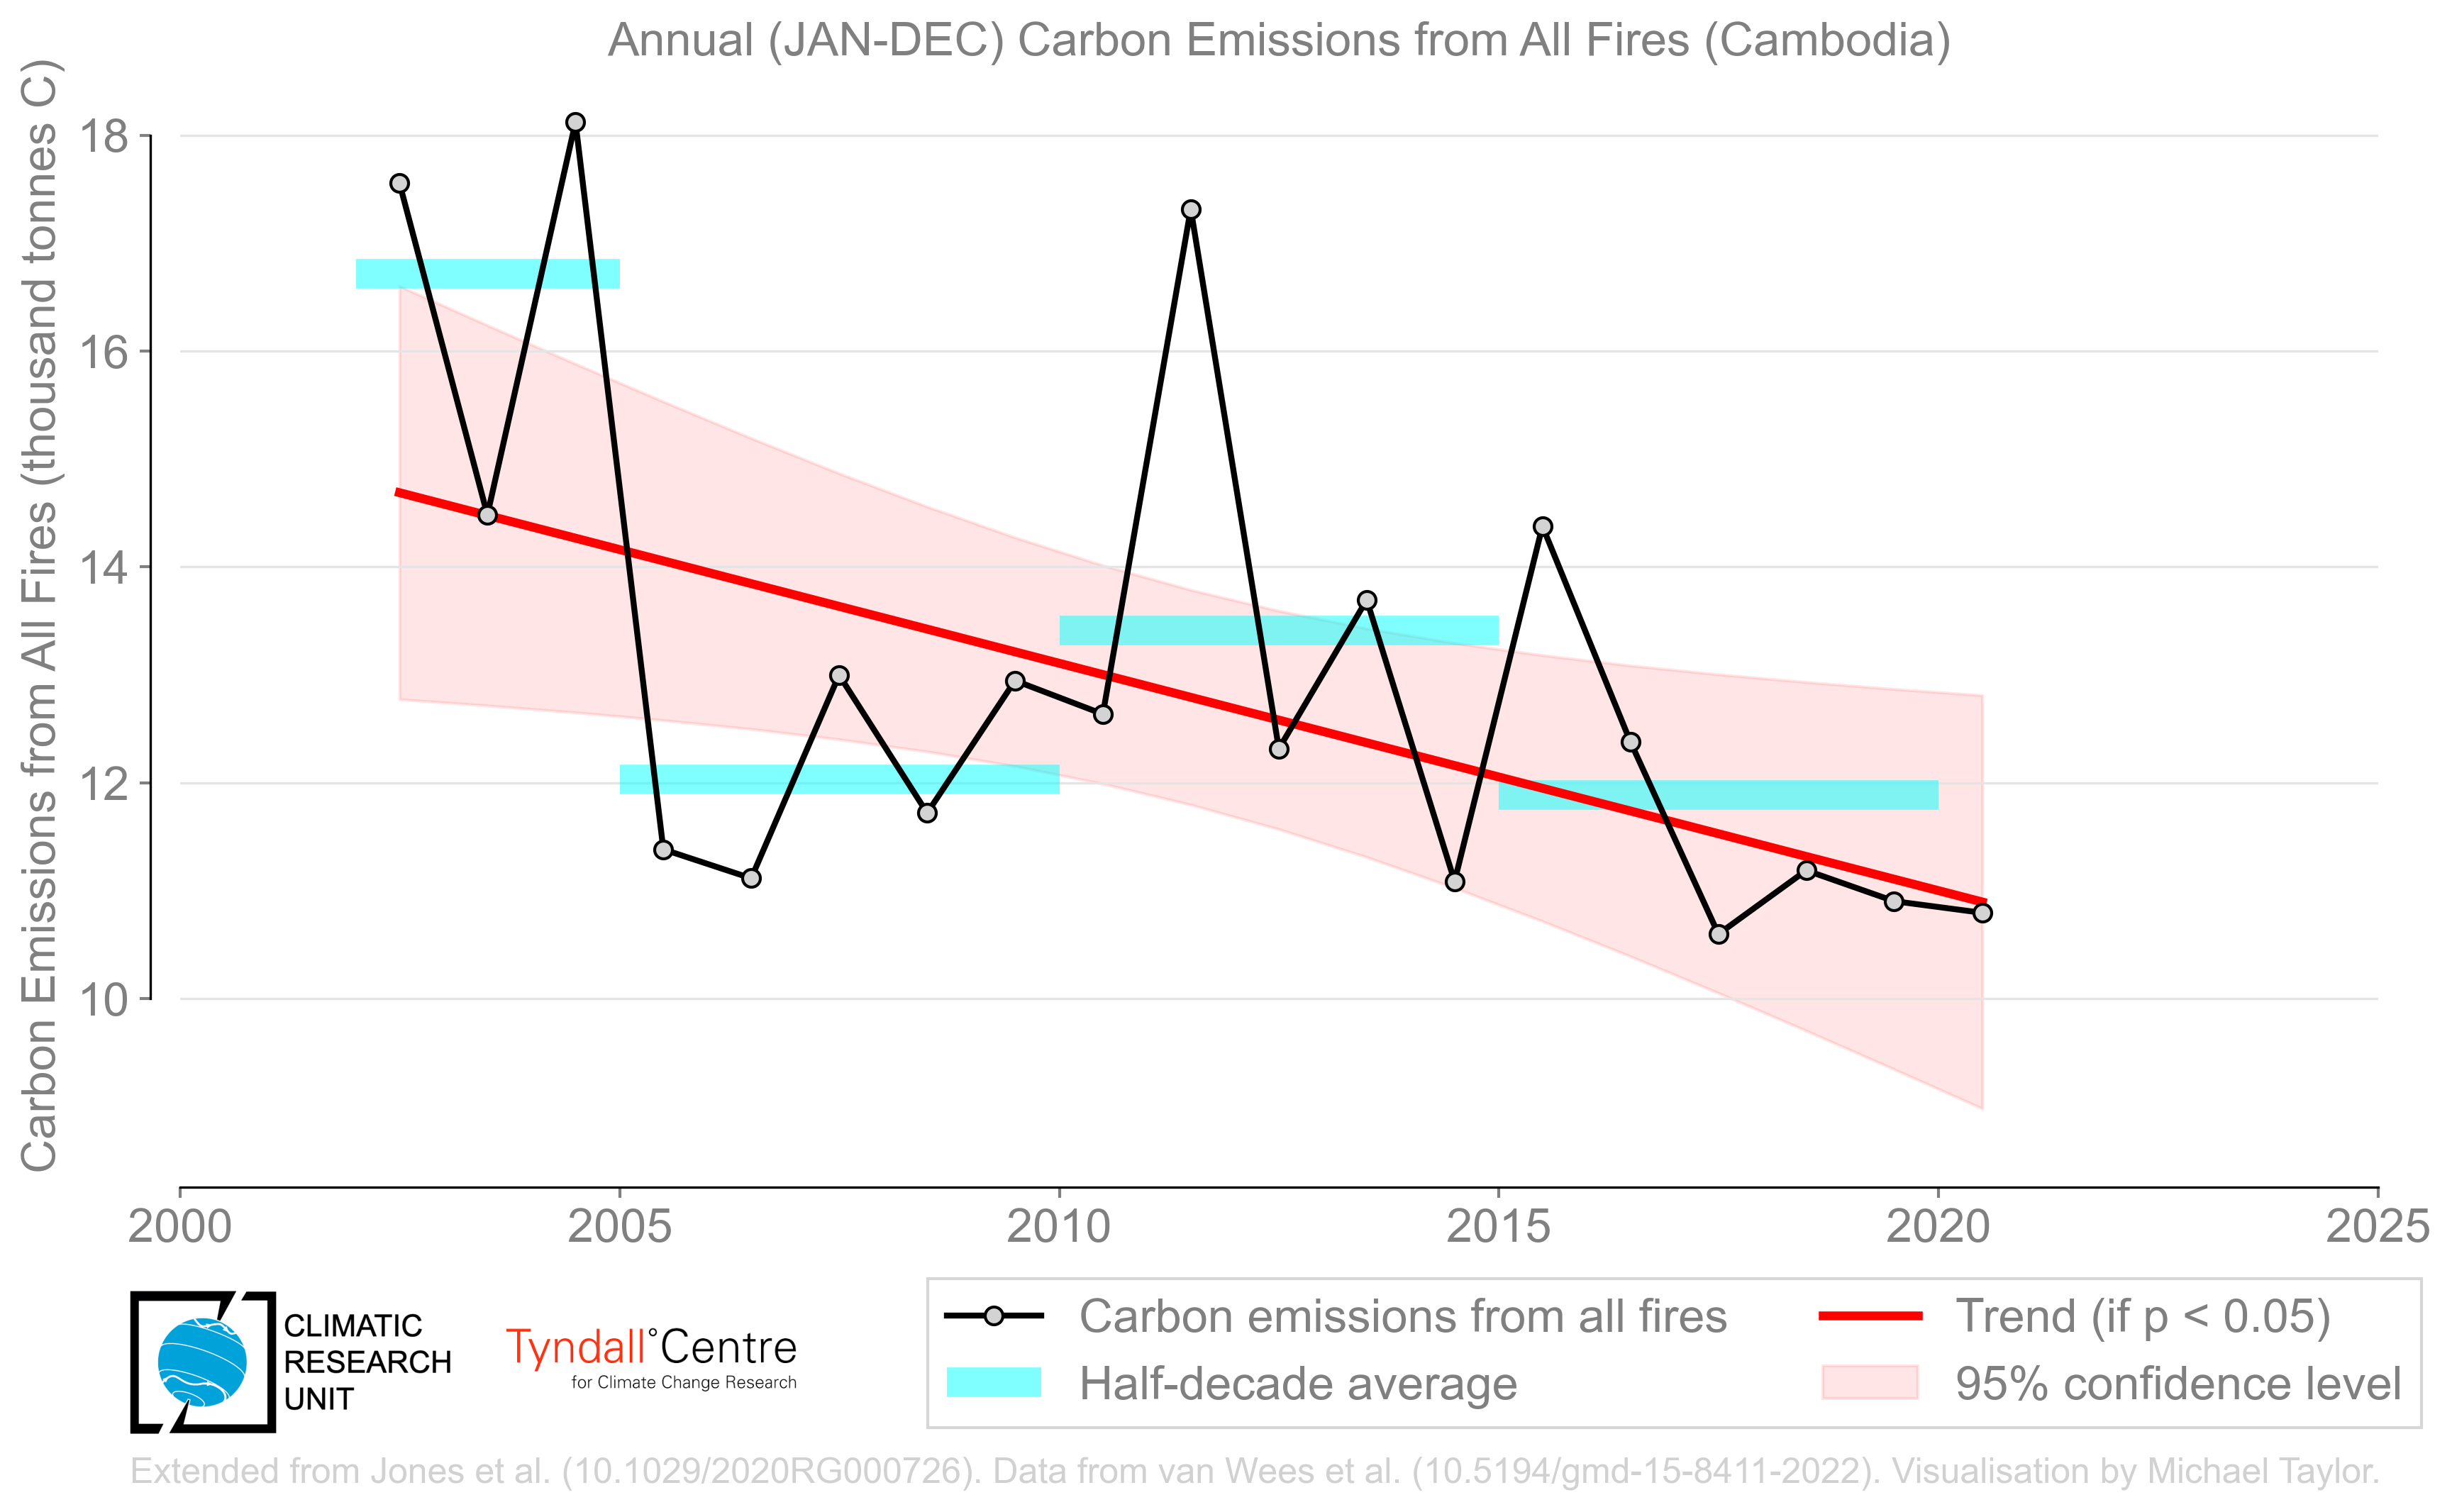 Annual (JAN-DEC) Carbon Emissions from All Fires (Cambodia)
Carbon Emissions from All Fires (thousand tonnes C)
18
16
14
12
10
2000 2005 2010 2015 2020 2025
CLIMATIC
RESEARCH
UNIT
Tyndall°Centre
for Climate Change Research
Carbon emissions from all fires
Half-decade average
Trend (if p < 0.05)
95% confidence level
Extended from Jones et al. (10.1029/2020RG000726). Data from van Wees et al. (10.5194/gmd-15-8411-2022). Visualisation by Michael Taylor.